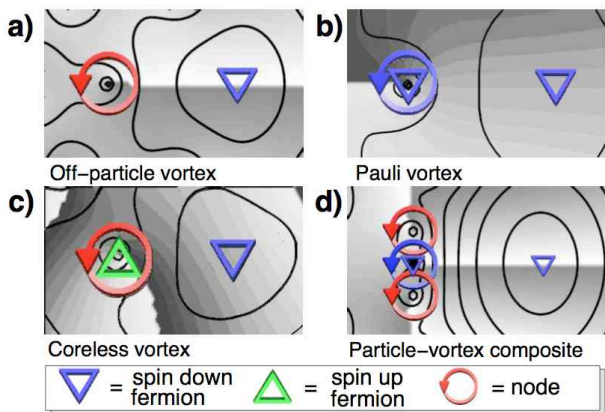 a)
b)
Off-particle vortex
Pauli vortex
c)
d)
Coreless vortex
Particle-vortex composite
= spin down fermion
= spin up fermion
= node